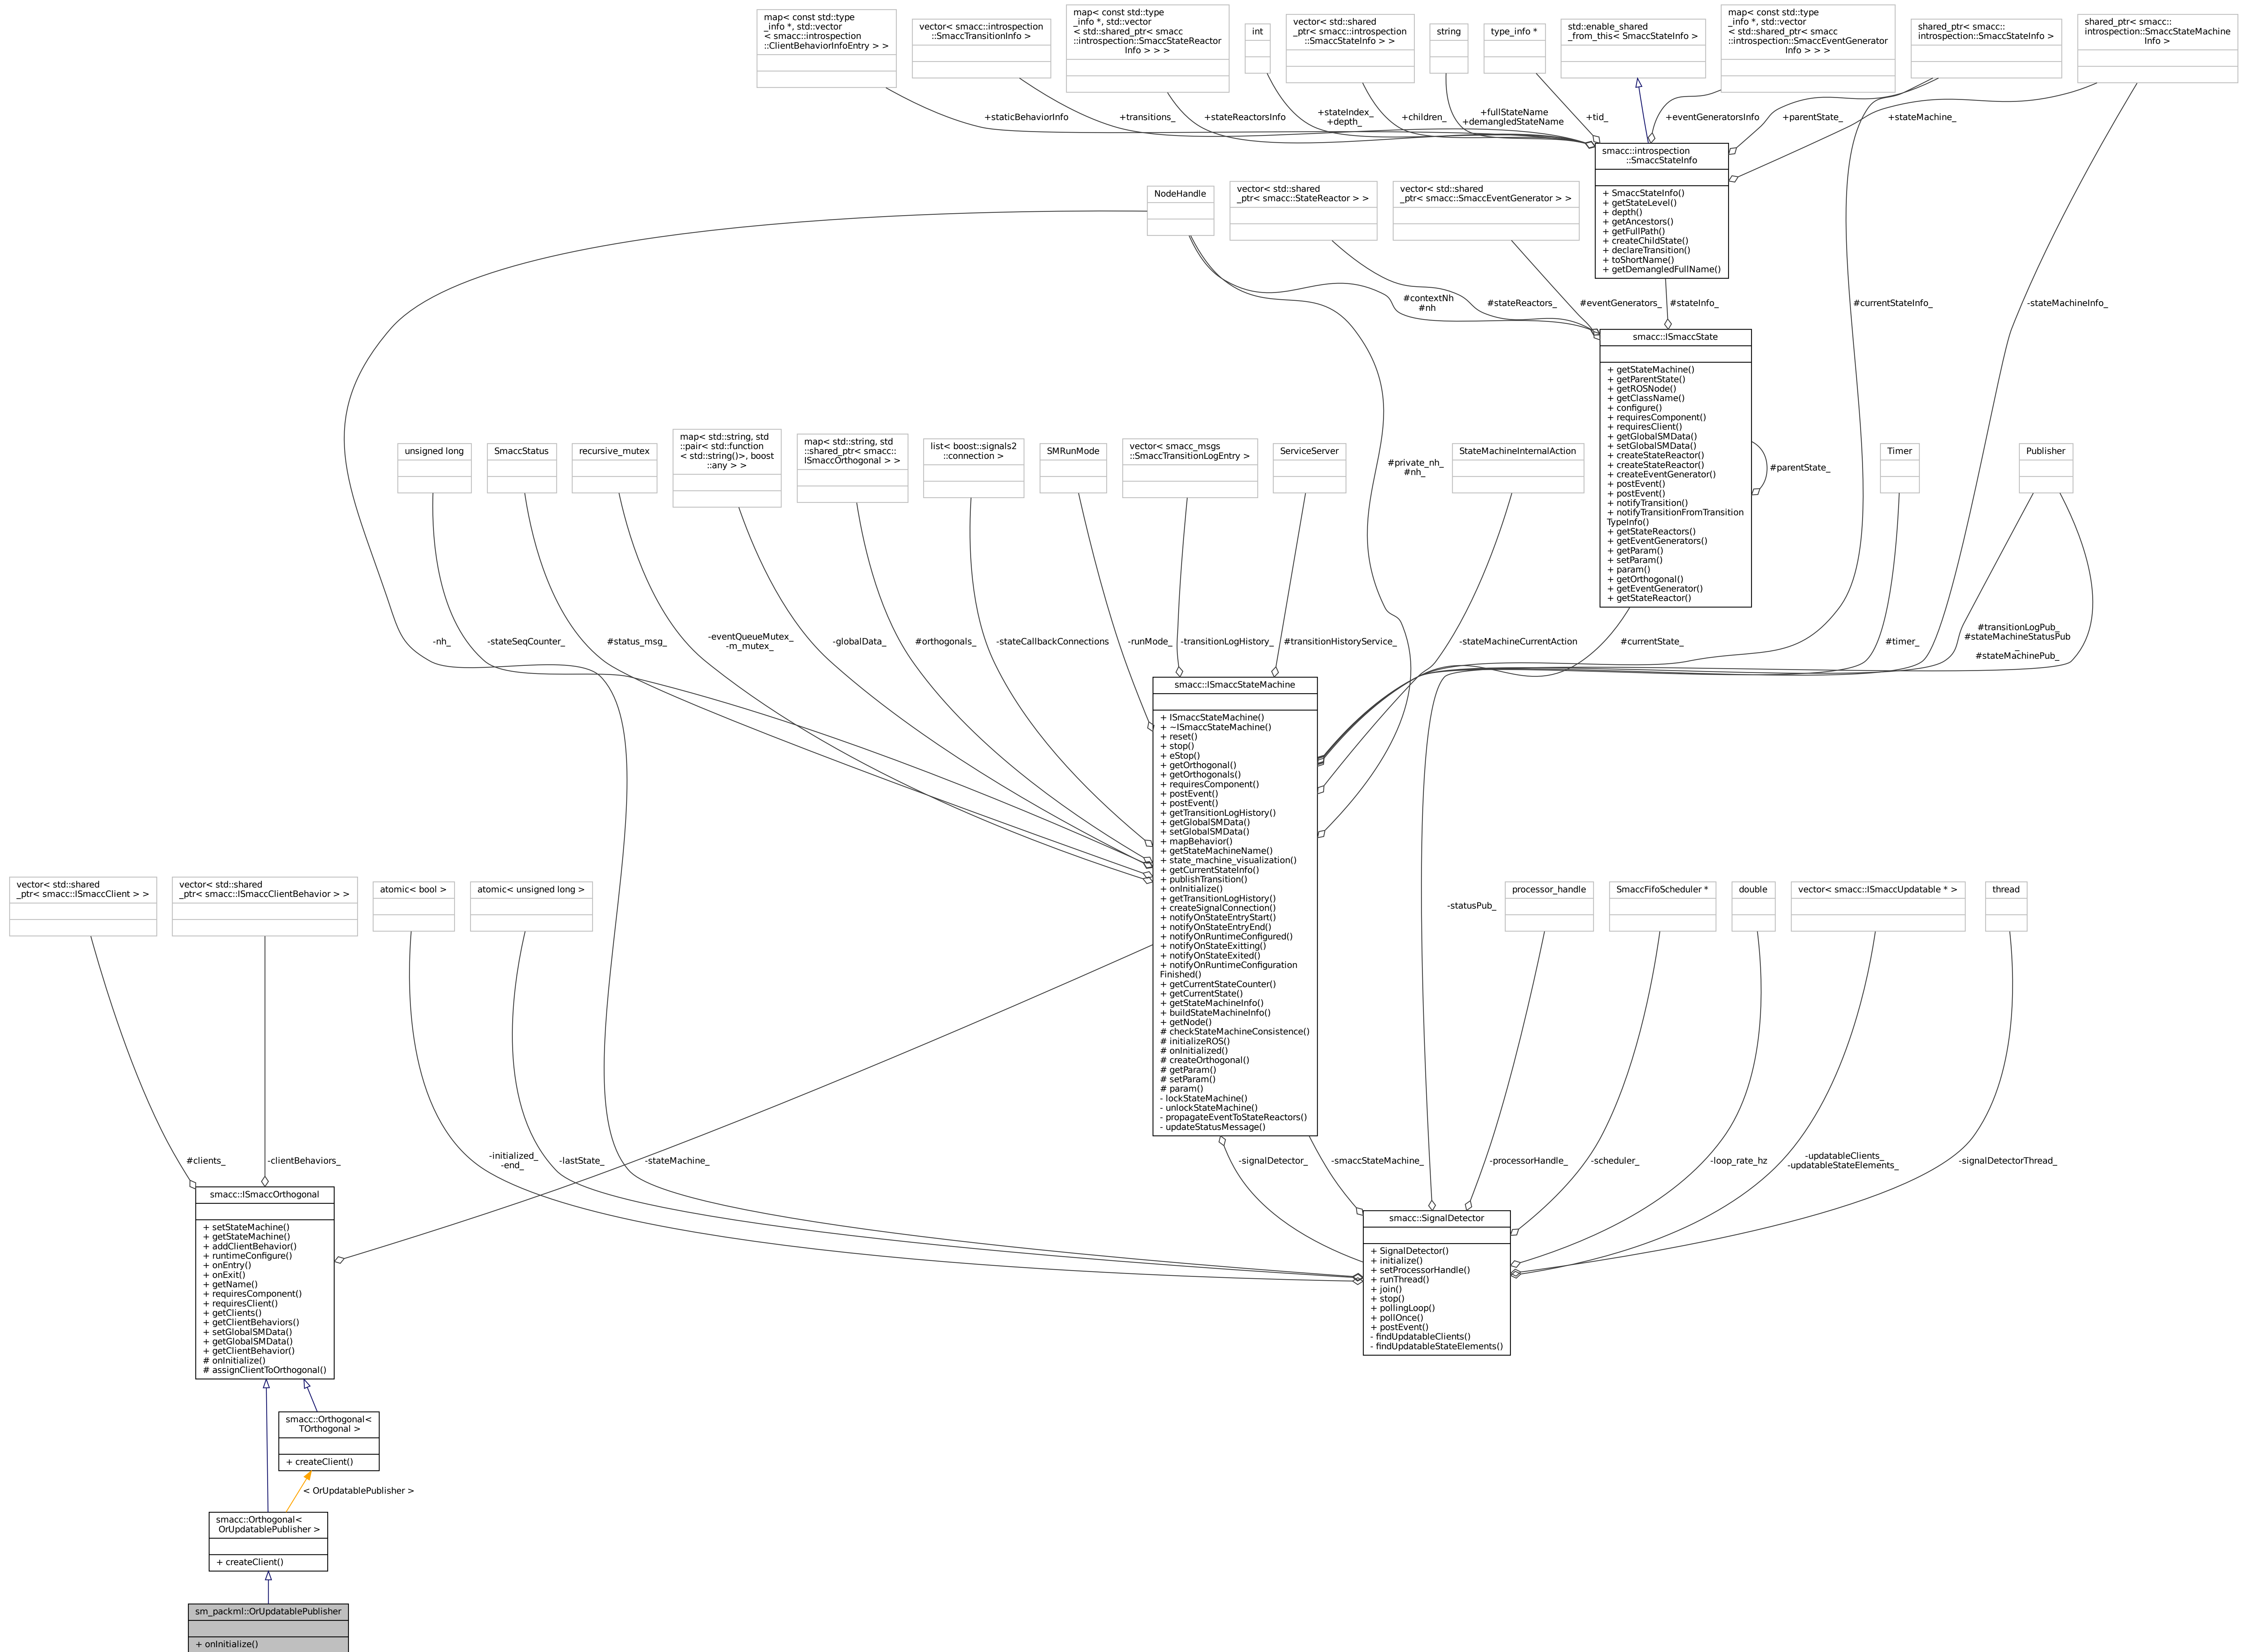 map< const std::type
_info *, std::vector
< smacc::introspection
::ClientBehaviorInfoEntry > >
vector< smacc::introspection
::SmaccTransitionInfo >
map< const std::type
_info *, std::vector
< std::shared_ptr< smacc
::introspection::SmaccStateReactor
Info > > >
int
vector< std::shared
_ptr< smacc::introspection
::SmaccStateInfo > >
string
type_info *
std::enable_shared
_from_this< SmaccStateInfo >
map< const std::type
_info *, std::vector
< std::shared_ptr< smacc
::introspection::SmaccEventGenerator
Info > > >
shared_ptr< smacc::
introspection::SmaccStateInfo >
shared_ptr< smacc::
introspection::SmaccStateMachine
Info >
+staticBehaviorInfo
+transitions_
+stateReactorsInfo
+stateIndex_
+depth_
+children_
+fullStateName
+demangledStateName
+tid_
+eventGeneratorsInfo
+parentState_
+stateMachine_
smacc::introspection
::SmaccStateInfo
+ SmaccStateInfo()
+ getStateLevel()
+ depth()
+ getAncestors()
+ getFullPath()
+ createChildState()
+ declareTransition()
+ toShortName()
+ getDemangledFullName()
NodeHandle
vector< std::shared
_ptr< smacc::StateReactor > >
vector< std::shared
_ptr< smacc::SmaccEventGenerator > >
#contextNh
#nh
#stateReactors_
#eventGenerators_
#stateInfo_
#currentStateInfo_
-stateMachineInfo_
smacc::ISmaccState
+ getStateMachine()
+ getParentState()
+ getROSNode()
+ getClassName()
+ configure()
+ requiresComponent()
+ requiresClient()
+ getGlobalSMData()
+ setGlobalSMData()
+ createStateReactor()
+ createStateReactor()
+ createEventGenerator()
+ postEvent()
+ postEvent()
+ notifyTransition()
+ notifyTransitionFromTransition
TypeInfo()
+ getStateReactors()
+ getEventGenerators()
+ getParam()
+ setParam()
+ param()
+ getOrthogonal()
+ getEventGenerator()
+ getStateReactor()
#parentState_
unsigned long
SmaccStatus
recursive_mutex
map< std::string, std
::pair< std::function
< std::string()>, boost
::any > >
map< std::string, std
::shared_ptr< smacc::
ISmaccOrthogonal > >
list< boost::signals2
::connection >
SMRunMode
vector< smacc_msgs
::SmaccTransitionLogEntry >
ServiceServer
#private_nh_
#nh_
StateMachineInternalAction
Timer
Publisher
-nh_
-stateSeqCounter_
#status_msg_
-eventQueueMutex_
-m_mutex_
-globalData_
#orthogonals_
-stateCallbackConnections
-runMode_
-transitionLogHistory_
#transitionHistoryService_
-stateMachineCurrentAction
#currentState_
#timer_
#transitionLogPub_
#stateMachineStatusPub
_
#stateMachinePub_
smacc::ISmaccStateMachine
+ ISmaccStateMachine()
+ ~ISmaccStateMachine()
+ reset()
+ stop()
+ eStop()
+ getOrthogonal()
+ getOrthogonals()
+ requiresComponent()
+ postEvent()
+ postEvent()
+ getTransitionLogHistory()
+ getGlobalSMData()
+ setGlobalSMData()
+ mapBehavior()
+ getStateMachineName()
+ state_machine_visualization()
+ getCurrentStateInfo()
+ publishTransition()
+ onInitialize()
+ getTransitionLogHistory()
+ createSignalConnection()
+ notifyOnStateEntryStart()
+ notifyOnStateEntryEnd()
+ notifyOnRuntimeConfigured()
+ notifyOnStateExitting()
+ notifyOnStateExited()
+ notifyOnRuntimeConfiguration
Finished()
+ getCurrentStateCounter()
+ getCurrentState()
+ getStateMachineInfo()
+ buildStateMachineInfo()
+ getNode()
# checkStateMachineConsistence()
# initializeROS()
# onInitialized()
# createOrthogonal()
# getParam()
# setParam()
# param()
- lockStateMachine()
- unlockStateMachine()
- propagateEventToStateReactors()
- updateStatusMessage()
vector< std::shared
_ptr< smacc::ISmaccClient > >
vector< std::shared
_ptr< smacc::ISmaccClientBehavior > >
atomic< bool >
atomic< unsigned long >
-statusPub_
processor_handle
SmaccFifoScheduler *
double
vector< smacc::ISmaccUpdatable * >
thread
#clients_
-clientBehaviors_
-initialized_
-end_
-lastState_
-stateMachine_
-signalDetector_
-smaccStateMachine_
-processorHandle_
-scheduler_
-loop_rate_hz
-updatableClients_
-updatableStateElements_
-signalDetectorThread_
smacc::ISmaccOrthogonal
+ setStateMachine()
+ getStateMachine()
+ addClientBehavior()
+ runtimeConfigure()
+ onEntry()
+ onExit()
+ getName()
+ requiresComponent()
+ requiresClient()
+ getClients()
+ getClientBehaviors()
+ setGlobalSMData()
+ getGlobalSMData()
+ getClientBehavior()
# onInitialize()
# assignClientToOrthogonal()
smacc::SignalDetector
+ SignalDetector()
+ initialize()
+ setProcessorHandle()
+ runThread()
+ join()
+ stop()
+ pollingLoop()
+ pollOnce()
+ postEvent()
- findUpdatableClients()
- findUpdatableStateElements()
smacc::Orthogonal<
TOrthogonal >
+ createClient()
< OrUpdatablePublisher >
smacc::Orthogonal<
OrUpdatablePublisher >
+ createClient()
sm_packml::OrUpdatablePublisher
+ onInitialize()